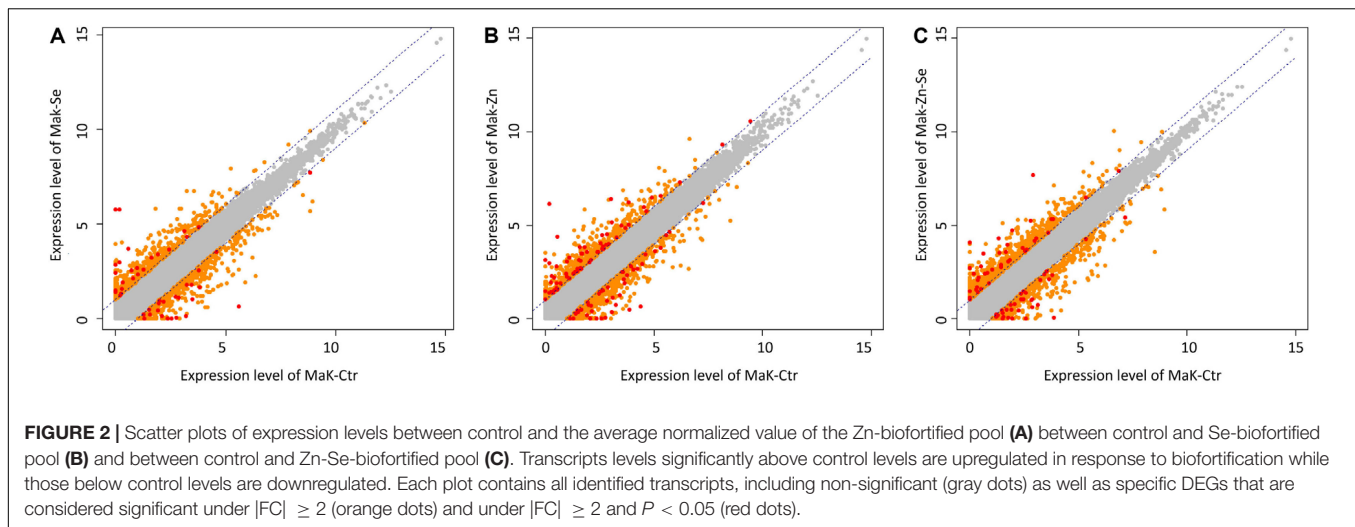 A
15
10
5
0
Expression level of Mak-Se
0 5 10 15
Expression level of MaK-Ctr
B
15
10
5
0
Expression level of Mak-Zn
0 5 10 15
Expression level of MaK-Ctr
C
15
10
5
0
Expression level of Mak-Zn-Se
0 5 10 15
Expression level of MaK-Ctr
FIGURE 2 | Scatter plots of expression levels between control and the average normalized value of the Zn-biofortified pool (A) between control and Se-biofortified
pool (B) and between control and Zn-Se-biofortified pool (C). Transcripts levels significantly above control levels are upregulated in response to biofortification while
those below control levels are downregulated. Each plot contains all identified transcripts, including non-significant (gray dots) as well as specific DEGs that are
considered significant under |FC| ≥ 2 (orange dots) and under |FC| ≥ 2 and P < 0.05 (red dots).